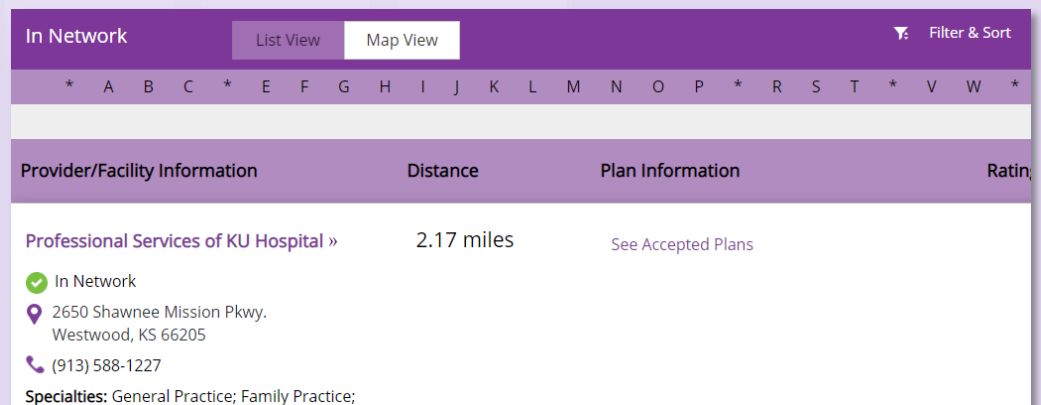 In Network List View Map View Filter & Sort
* A B C * E F G H I J K L M N O P * R S T * V W *
Provider/Facility Information Distance Plan Information Rating
Professional Services of KU Hospital » 2.17 miles See Accepted Plans
In Network
2650 Shawnee Mission Pkwy.
Westwood, KS 66205
(913) 588-1227
Specialties: General Practice; Family Practice;